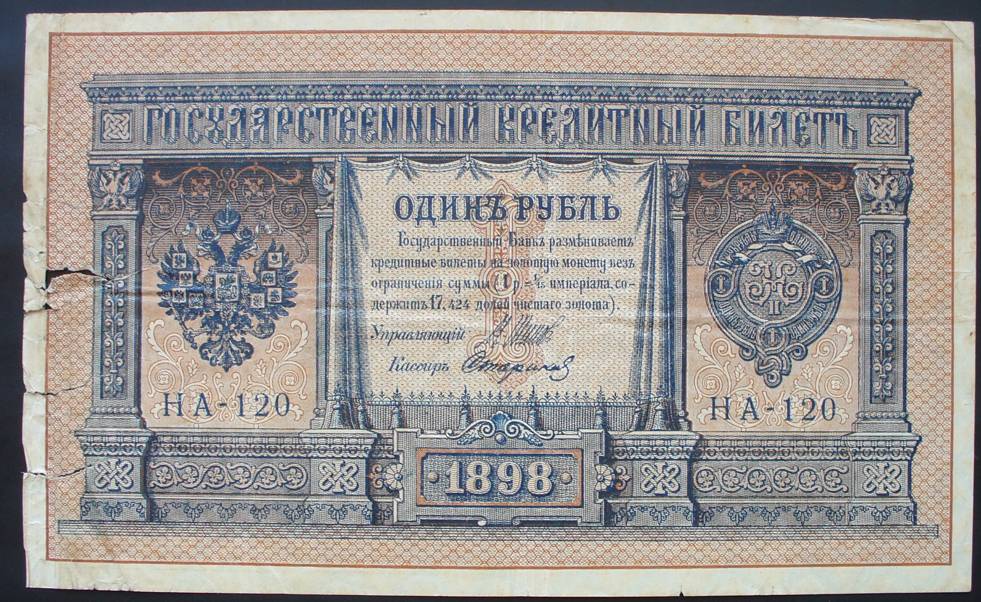 ГОСУДАРСТВЕННЫЙ КРЕДИТНЫЙ БИЛЕТЪ
ОДИНЪ РУБЛЬ
Государственный Банкъ размѣниваетъ
кредитные билеты на золотую монету безъ
ограниченія суммы (1 р. = 1/15 имперіала, со-
держитъ 17,424 долей чистаго золота).
Управляющій
Кассиръ
НА-120
НА-120
1898